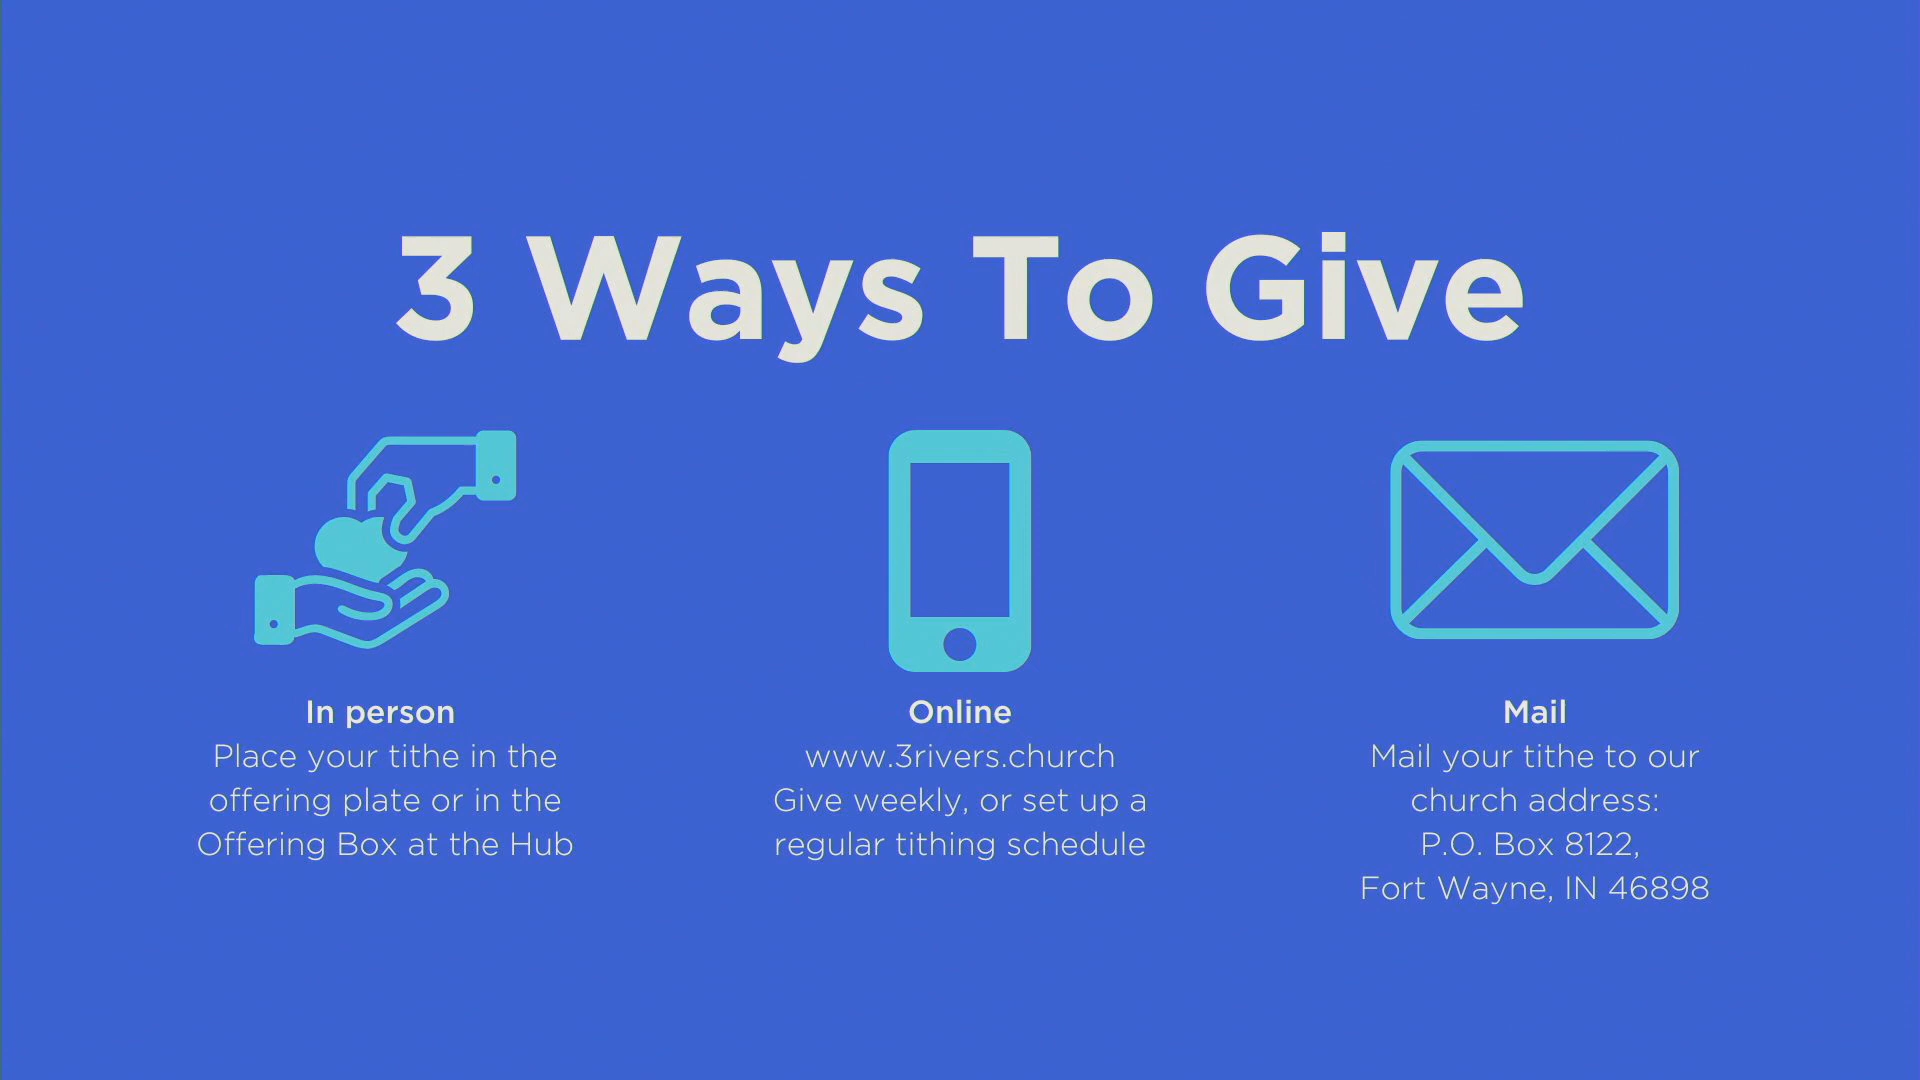 3 Ways To Give
In person
Place your tithe in the
offering plate or in the
Offering Box at the Hub
Online
www.3rivers.church
Give weekly, or set up a
regular tithing schedule
Mail
Mail your tithe to our
church address:
P.O. Box 8122,
Fort Wayne, IN 46898